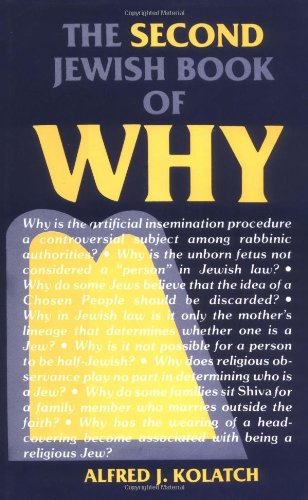 Copyrighted Material
THE SECOND
JEWISH BOOK
OF
WHY
Why is the artificial insemination procedure
a controversial subject among rabbinic
authorities? • Why is the unborn fetus not
considered a "person" in Jewish law? •
Why do some Jews believe that the idea of a
Chosen People should be discarded? •
Why in Jewish law is it only the mother's
lineage that determines whether one is a
Jew? • Why is it not possible for a person
to be half-Jewish? • Why does religious ob-
servance play no part in determining who is
a Jew? • Why do some families sit Shiva for
a family member who marries outside the
faith? • Why has the wearing of a head-
covering become associated with being a
religious Jew?
ALFRED J. KOLATCH
Copyrighted Material